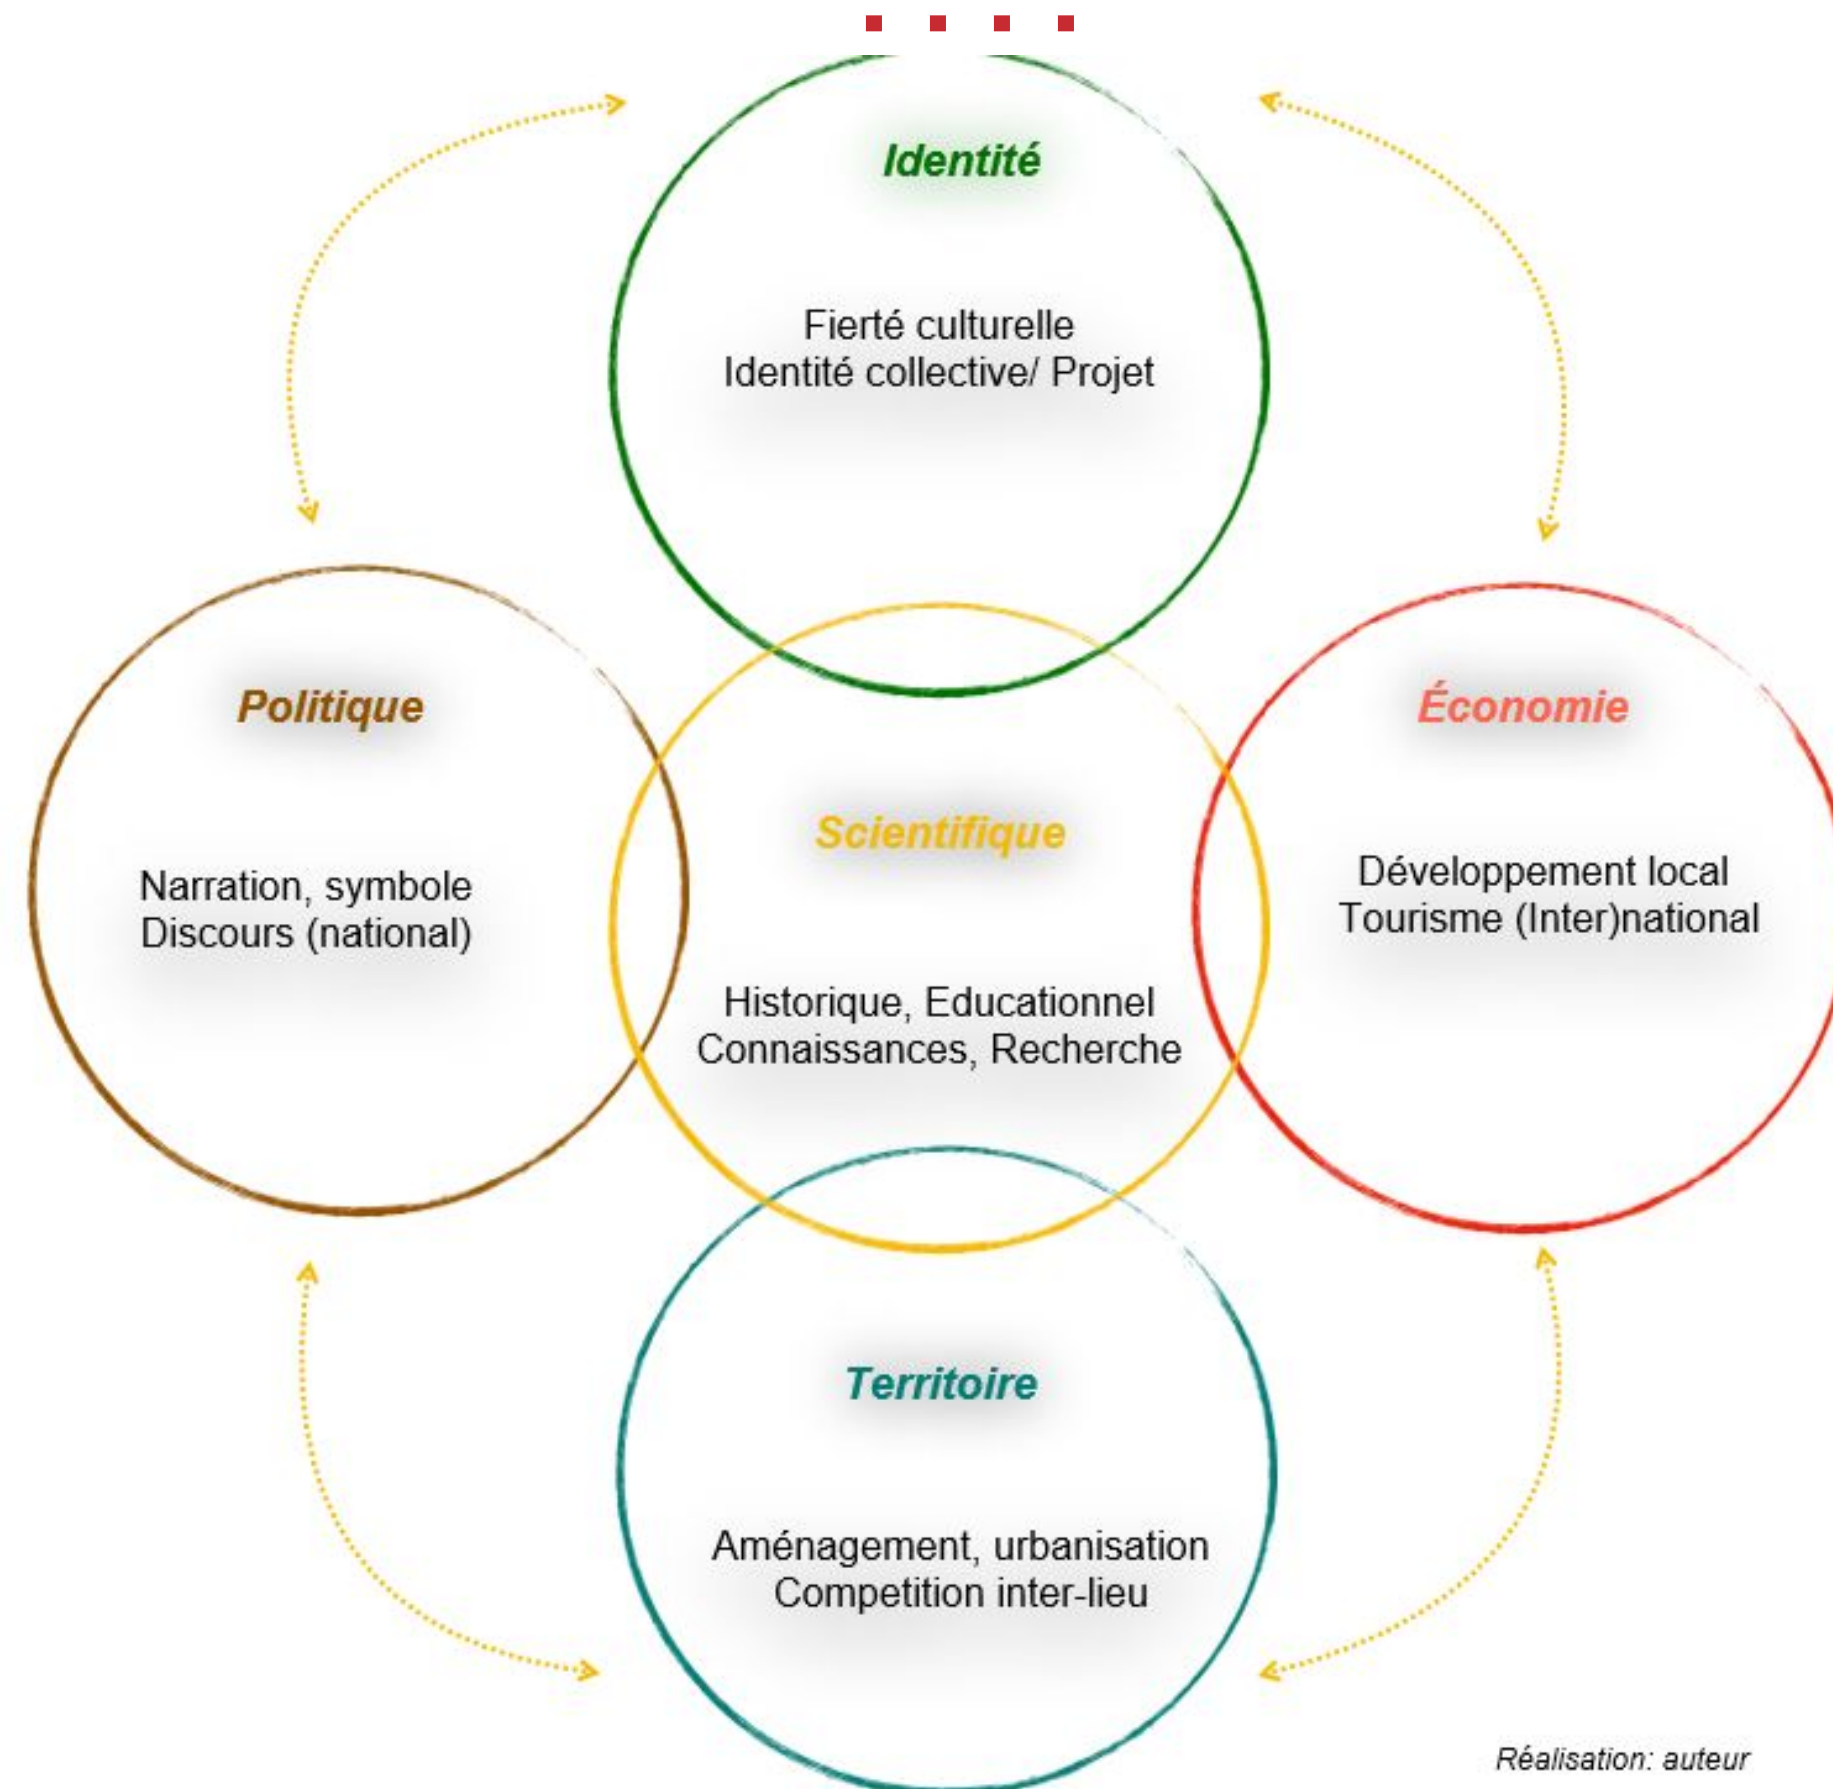 Identité
Fierté culturelle
Identité collective/ Projet
Politique
Narration, symbole
Discours (national)
Scientifique
Historique, Educationnel
Connaissances, Recherche
Économie
Développement local
Tourisme (Inter)national
Territoire
Aménagement, urbanisation
Competition inter-lieu
Réalisation: auteur